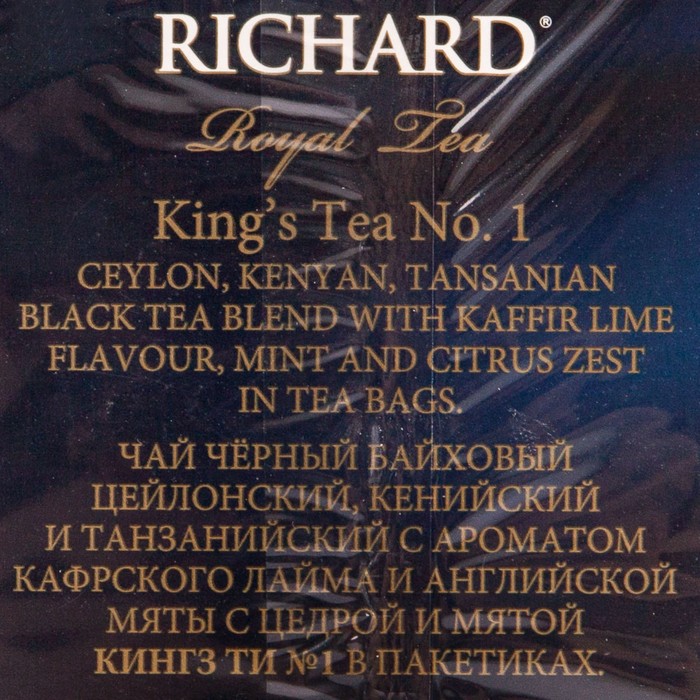 RICHARD®
Royal Tea
King's Tea No. 1
CEYLON, KENYAN, TANSANIAN
BLACK TEA BLEND WITH KAFFIR LIME
FLAVOUR, MINT AND CITRUS ZEST
IN TEA BAGS.
ЧАЙ ЧЁРНЫЙ БАЙХОВЫЙ
ЦЕЙЛОНСКИЙ, КЕНИЙСКИЙ
И ТАНЗАНИЙСКИЙ С АРОМАТОМ
КАФРСКОГО ЛАЙМА И АНГЛИЙСКОЙ
МЯТЫ С ЦЕДРОЙ И МЯТОЙ
КИНГЗ ТИ №1 В ПАКЕТИКАХ.